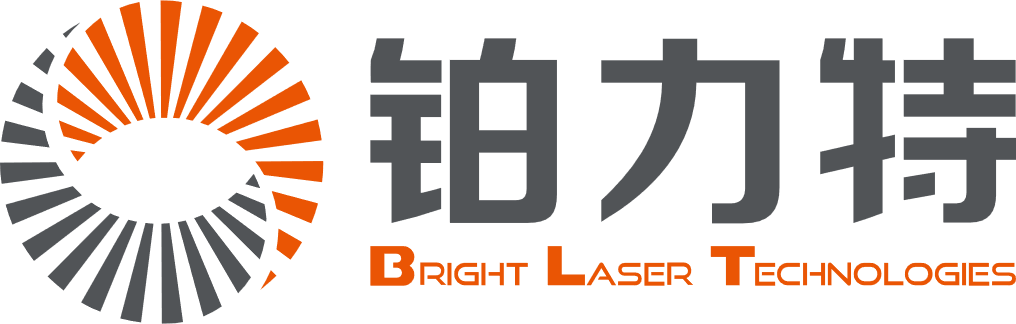 铂力特
BRIGHT LASER TECHNOLOGIES